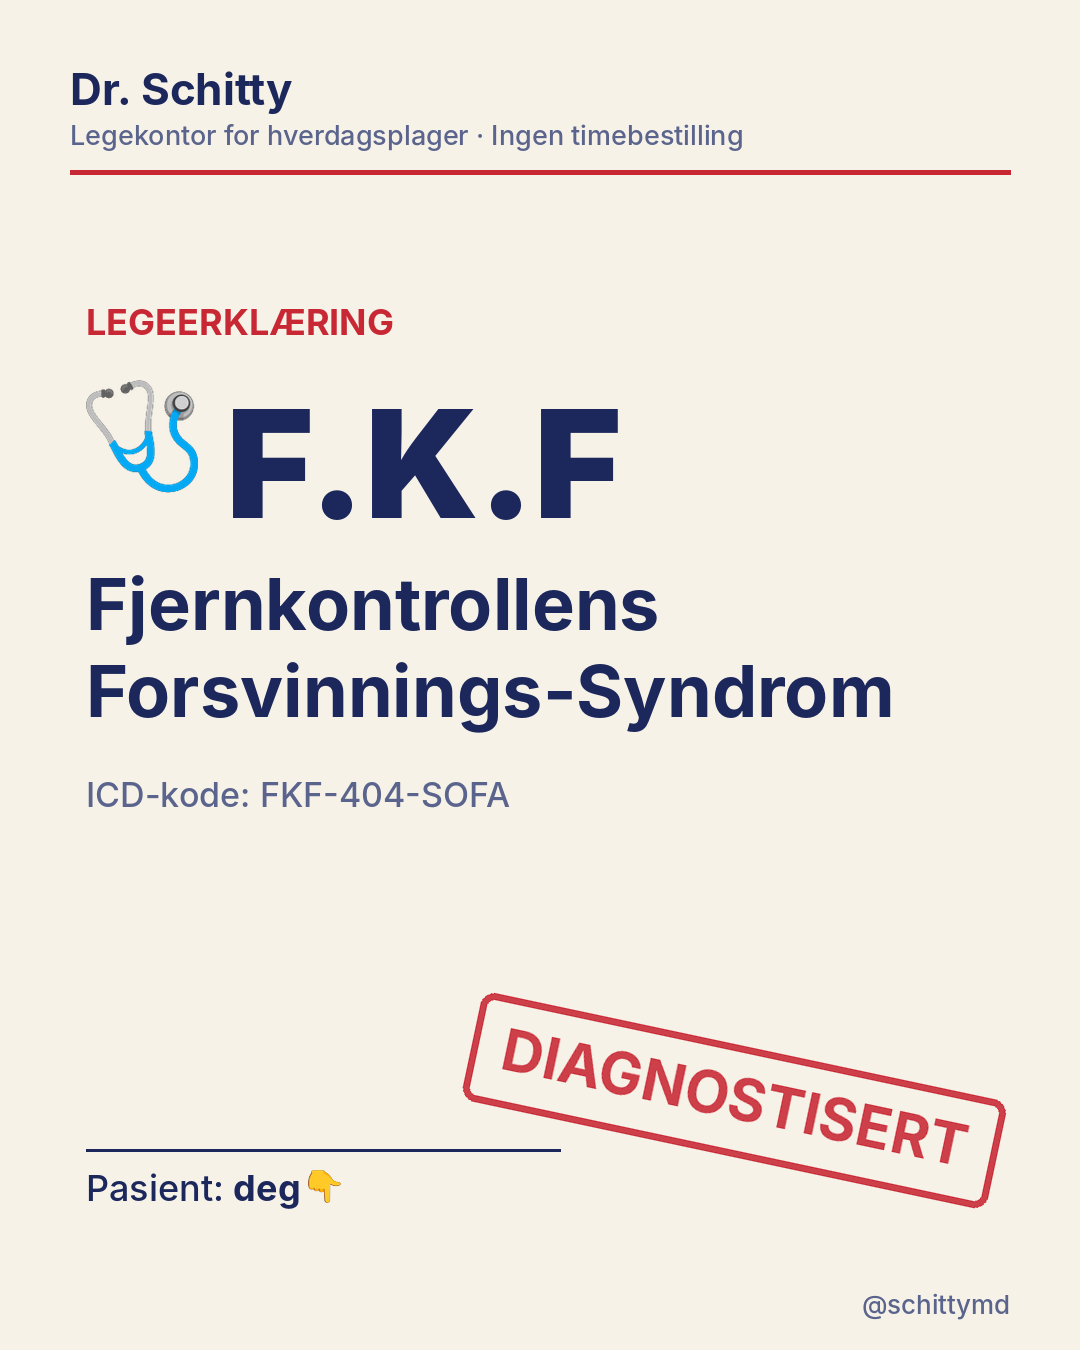 Dr. Schitty
Legekontor for hverdagsplager · Ingen timebestilling
LEGEERKLÆRING
🩺 F.K.F
Fjernkontrollens
Forsvinnings-Syndrom
ICD-kode: FKF-404-SOFA
DIAGNOSTISERT
Pasient: deg👇
@schittymd